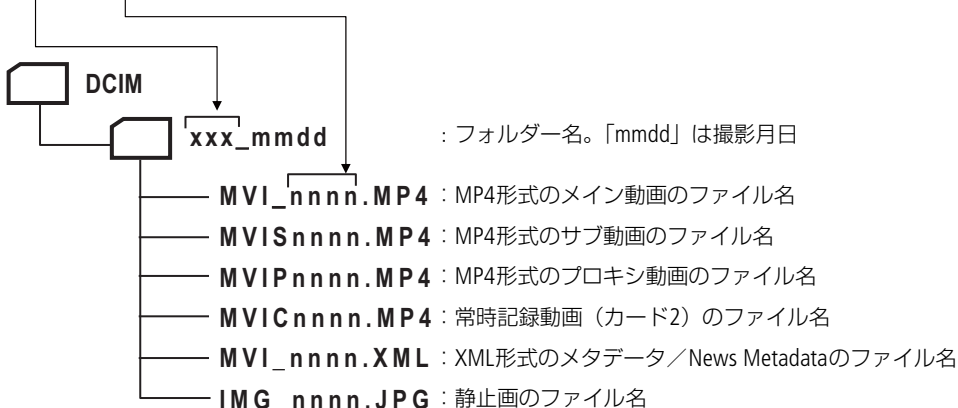 DCIM
xxx_mmdd : フォルダー名。「mmdd」は撮影月日
MVI_nnnn.MP4：MP4形式のメイン動画のファイル名
MVISnnnn.MP4：MP4形式のサブ動画のファイル名
MVIPnnnn.MP4：MP4形式のプロキシ動画のファイル名
MVICnnnn.MP4：常時記録動画（カード2）のファイル名
MVI_nnnn.XML：XML形式のメタデータ／News Metadataのファイル名
IMG_nnnn.JPG：静止画のファイル名